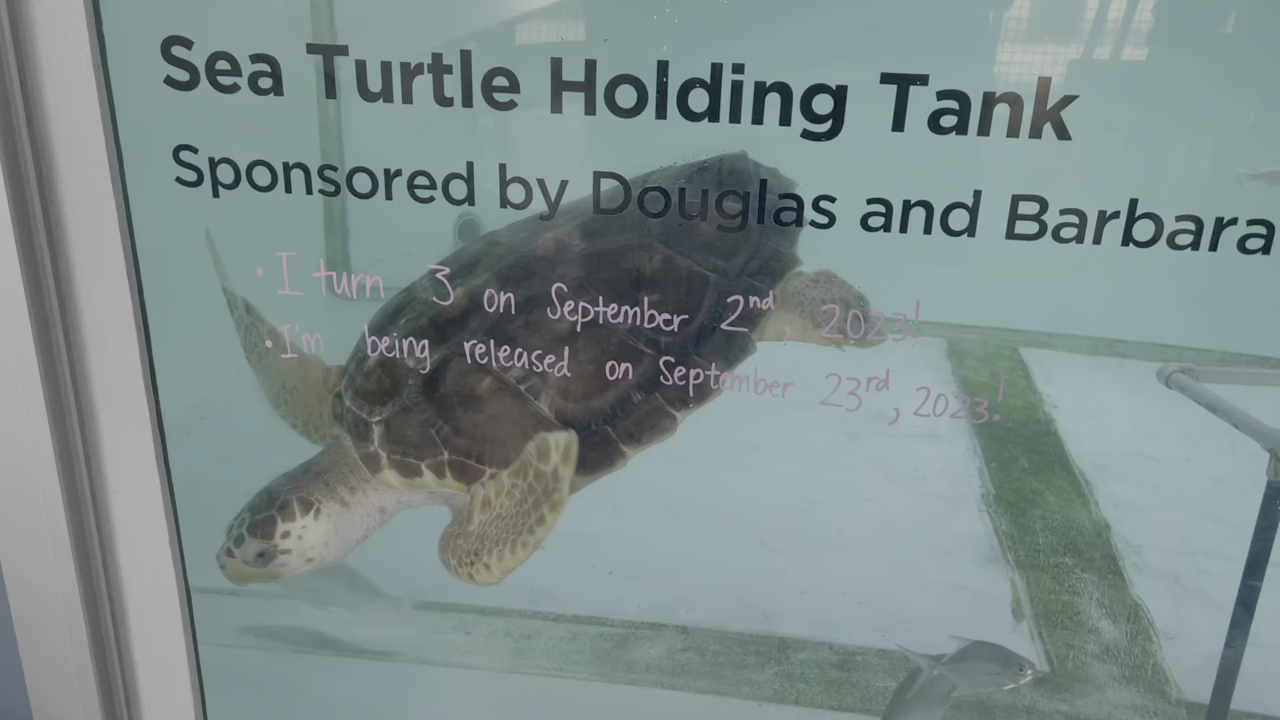 Sea Turtle Holding Tank
Sponsored by Douglas and Barbara
• I turn 3 on September 2nd, 2023!
• I'm being released on September 23rd, 2023!